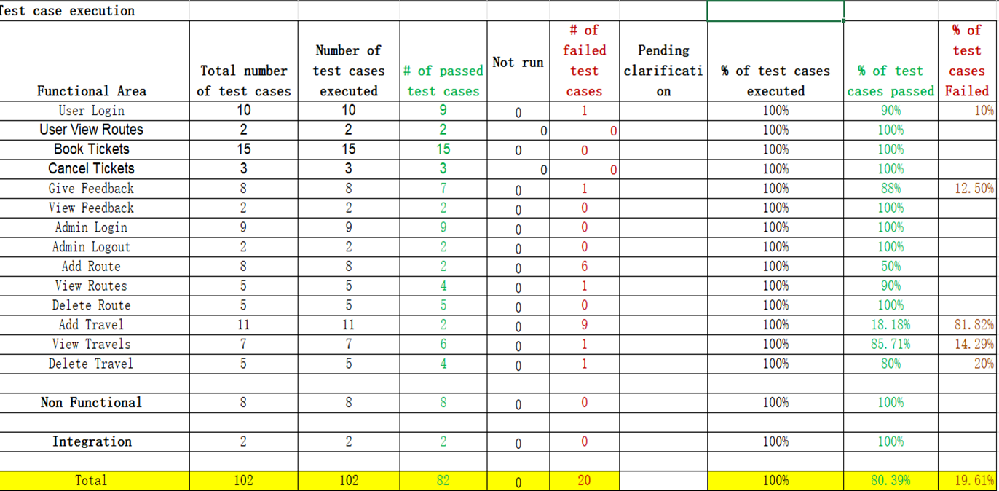 Test case execution
Functional Area Total number of test cases Number of test cases executed # of passed test cases Not run # of failed test cases Pending clarification % of test cases executed % of test cases passed % of test cases Failed
User Login 10 10 9 0 1 100% 90% 10%
User View Routes 2 2 2 0 0 100% 100%
Book Tickets 15 15 15 0 0 100% 100%
Cancel Tickets 3 3 3 0 0 100% 100%
Give Feedback 8 8 7 0 1 100% 88% 12.50%
View Feedback 2 2 2 0 0 100% 100%
Admin Login 9 9 9 0 0 100% 100%
Admin Logout 2 2 2 0 0 100% 100%
Add Route 8 8 2 0 6 100% 50%
View Routes 5 5 4 0 1 100% 90%
Delete Route 5 5 5 0 0 100% 100%
Add Travel 11 11 2 0 9 100% 18.18% 81.82%
View Travels 7 7 6 0 1 100% 85.71% 14.29%
Delete Travel 5 5 4 0 1 100% 80% 20%
Non Functional 8 8 8 0 0 100% 100%
Integration 2 2 2 0 0 100% 100%
Total 102 102 82 0 20 100% 80.39% 19.61%